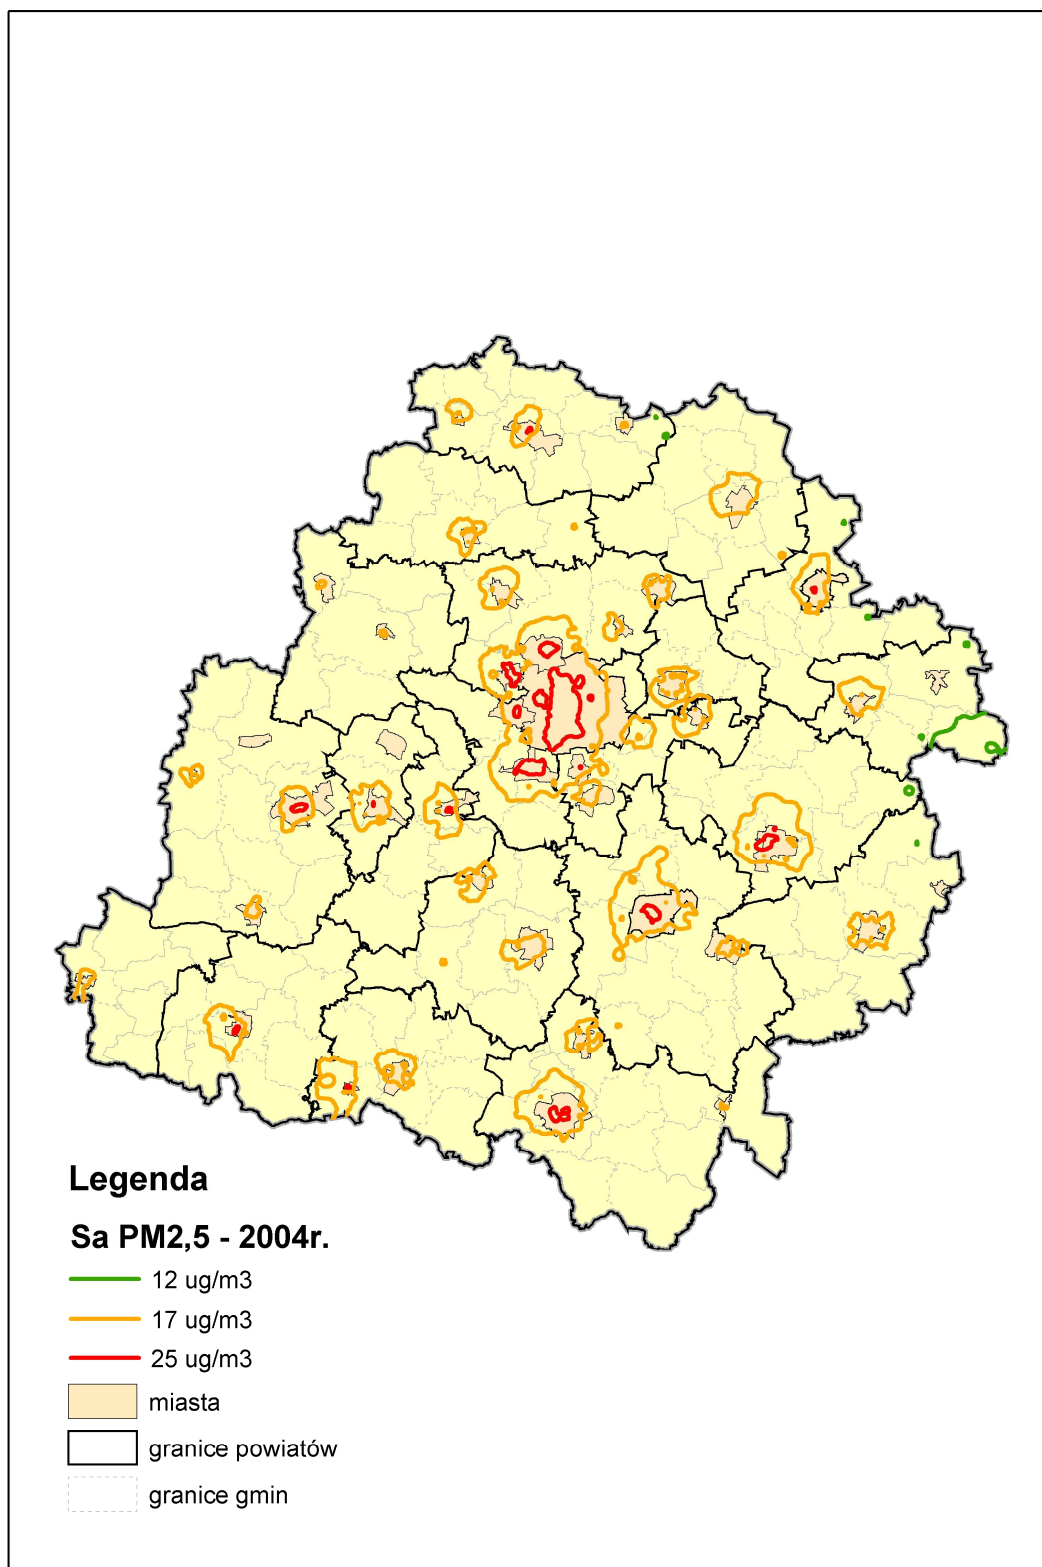 Legenda
Sa PM2,5 - 2004r.
12 ug/m3
17 ug/m3
25 ug/m3
miasta
granice powiatów
granice gmin